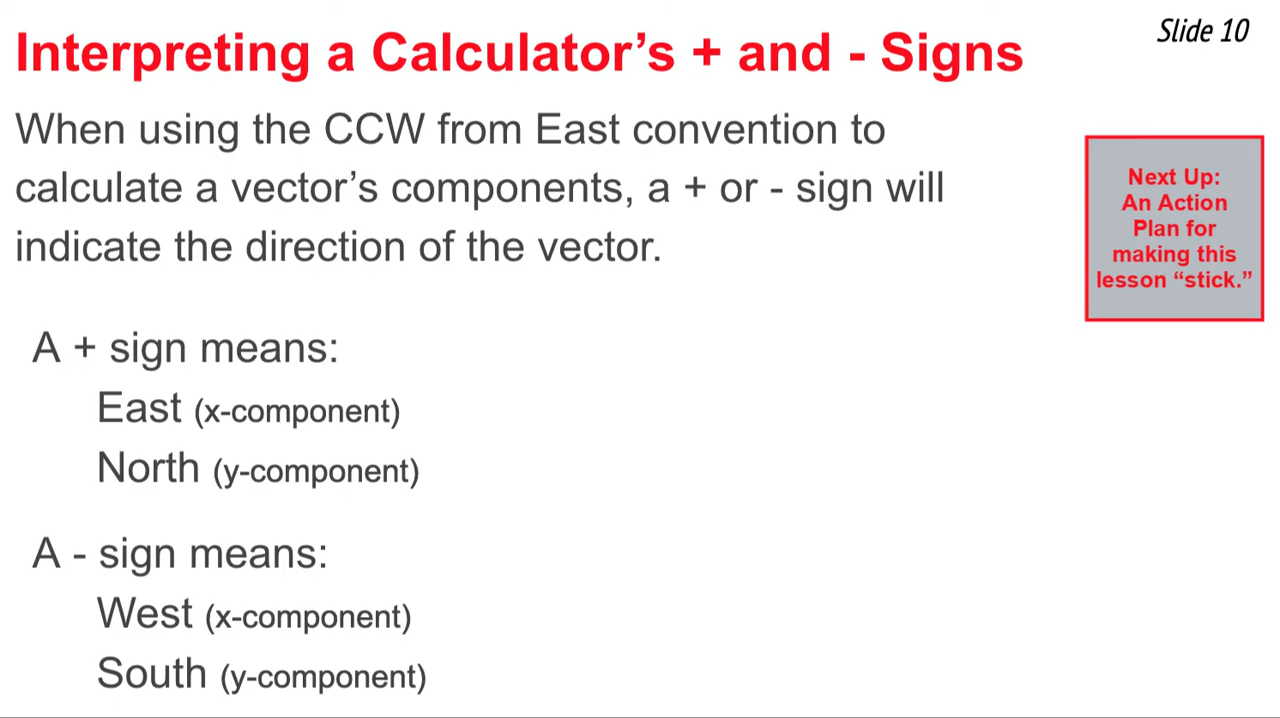 Interpreting a Calculator’s + and - Signs
Slide 10
When using the CCW from East convention to
calculate a vector’s components, a + or - sign will
indicate the direction of the vector.
Next Up:
An Action
Plan for
making this
lesson “stick.”
A + sign means:
East (x-component)
North (y-component)
A - sign means:
West (x-component)
South (y-component)